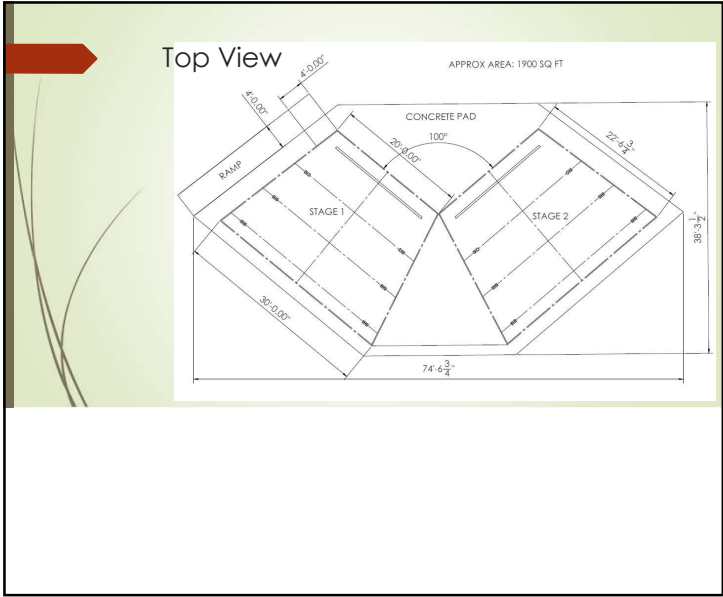 Top View
APPROX AREA: 1900 SQ FT
4'-0.00"
4'-0.00"
CONCRETE PAD
100°
20'-0.00"
22'-6 3/4"
RAMP
STAGE 1
STAGE 2
38'-3 1/2"
30'-0.00"
74'-6 3/4"